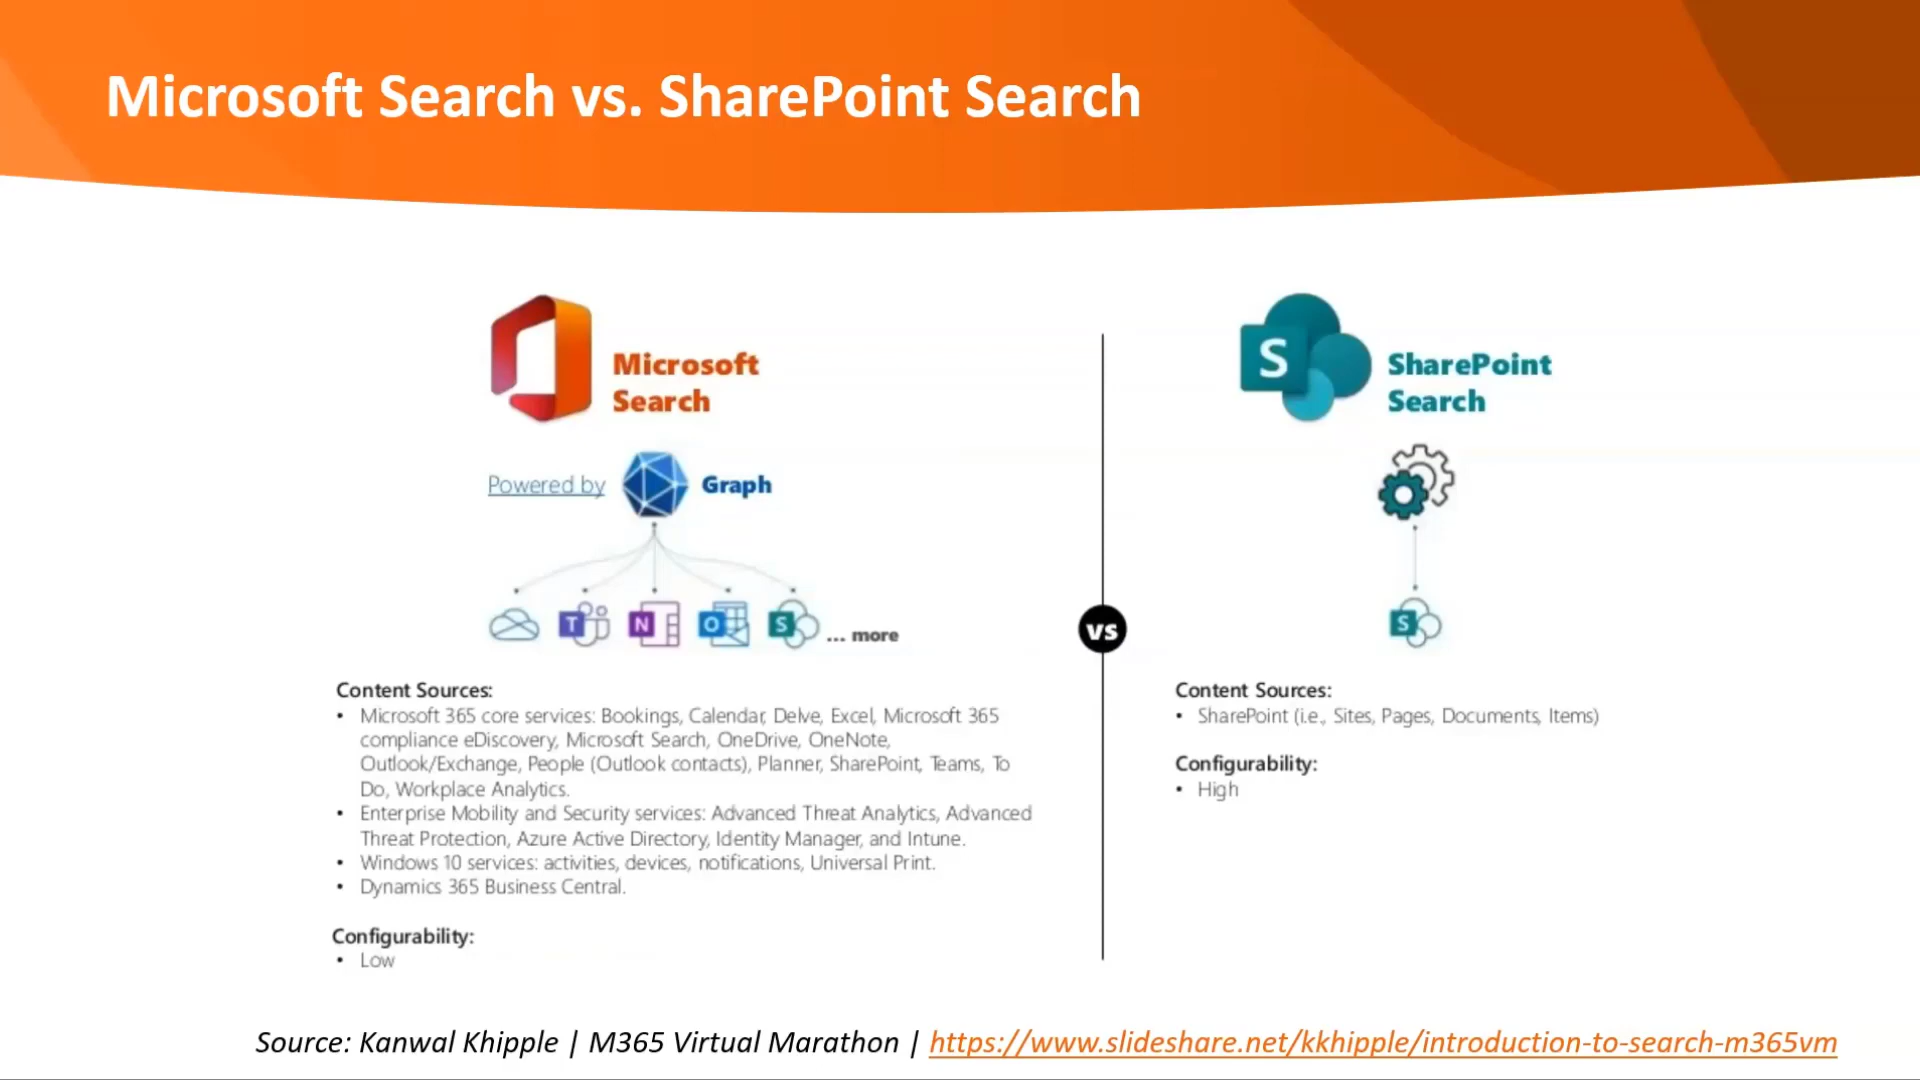 Microsoft Search vs. SharePoint Search
Microsoft
Search
Powered by
Graph
T
N
O
S
... more
Content Sources:
• Microsoft 365 core services: Bookings, Calendar, Delve, Excel, Microsoft 365
compliance eDiscovery, Microsoft Search, OneDrive, OneNote,
Outlook/Exchange, People (Outlook contacts), Planner, SharePoint, Teams, To
Do, Workplace Analytics.
• Enterprise Mobility and Security services: Advanced Threat Analytics, Advanced
Threat Protection, Azure Active Directory, Identity Manager, and Intune.
• Windows 10 services: activities, devices, notifications, Universal Print.
• Dynamics 365 Business Central.
Configurability:
• Low
vs
S
SharePoint
Search
S
Content Sources:
• SharePoint (i.e., Sites, Pages, Documents, Items)
Configurability:
• High
Source: Kanwal Khipple | M365 Virtual Marathon | https://www.slideshare.net/kkhipple/introduction-to-search-m365vm